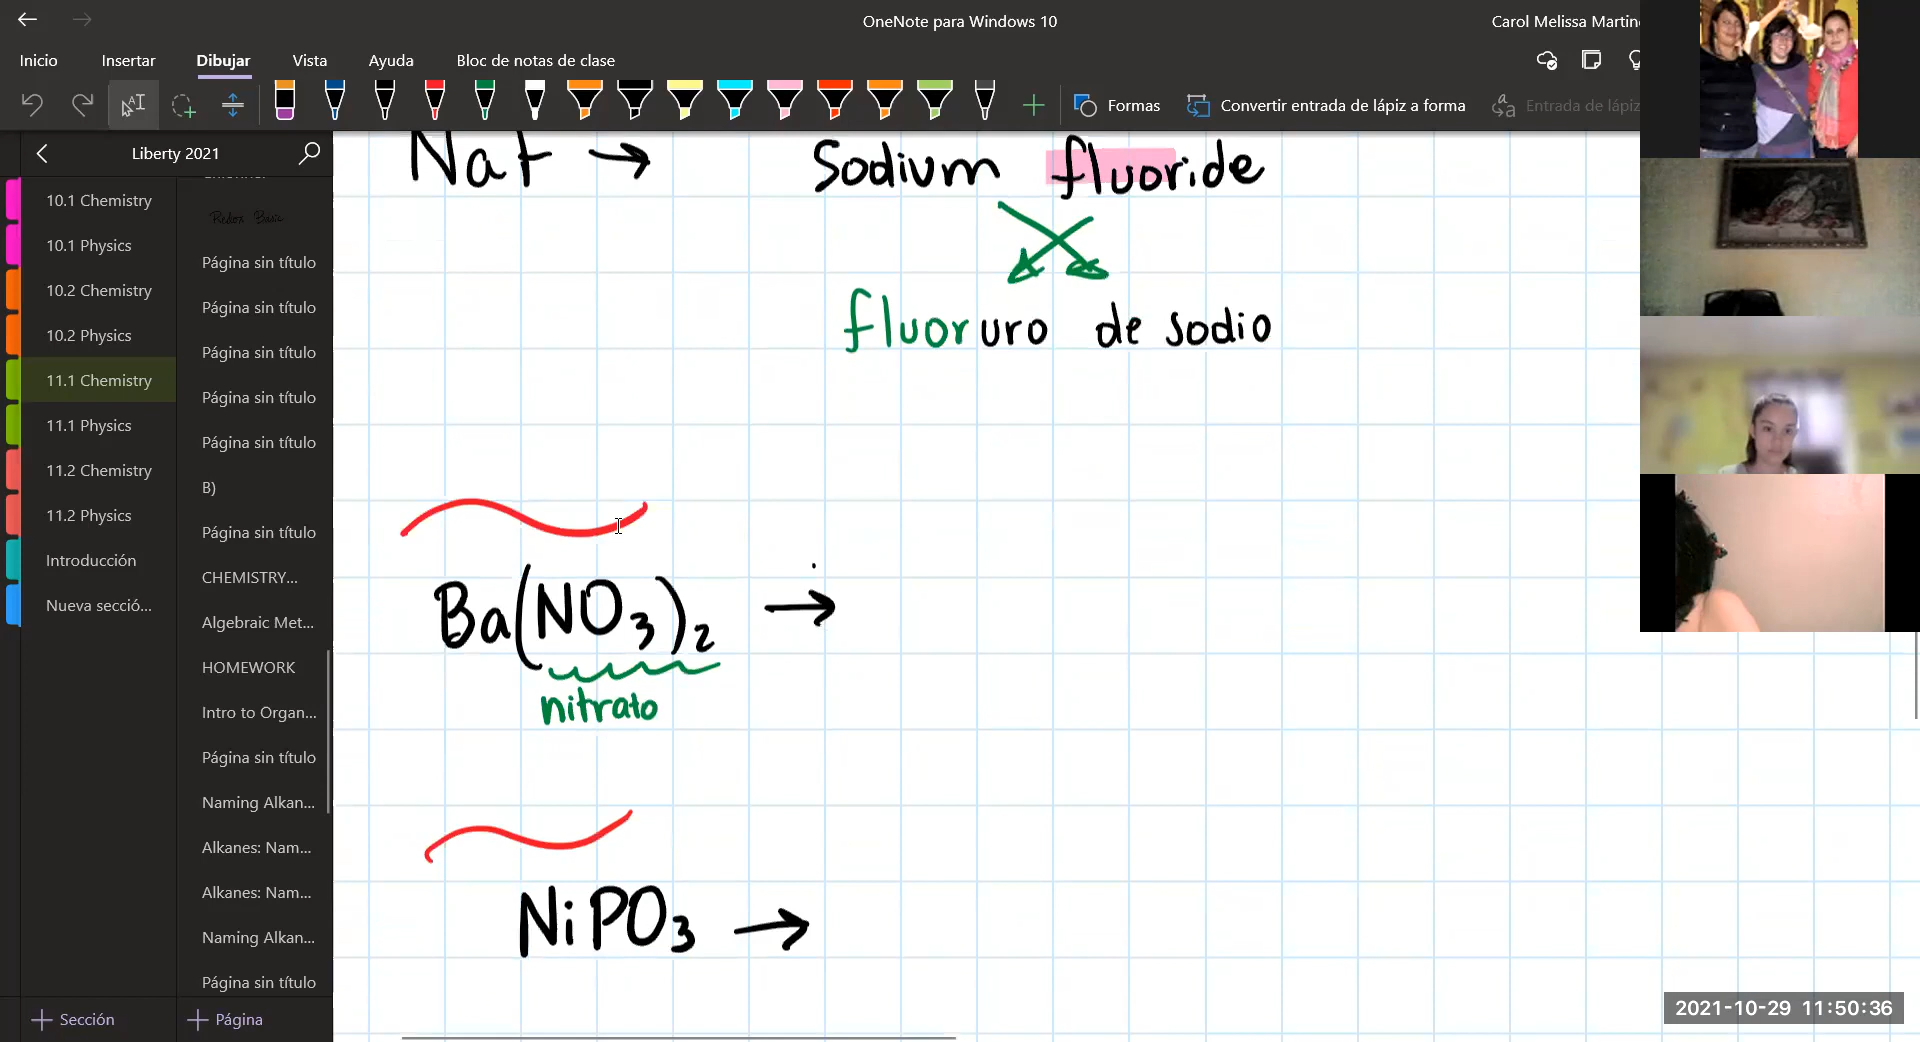 OneNote para Windows 10
Carol Melissa Martin
Inicio Insertar Dibujar Vista Ayuda Bloc de notas de clase
Formas Convertir entrada de lápiz a forma Entrada de lápiz
Liberty 2021
10.1 Chemistry
10.1 Physics
10.2 Chemistry
10.2 Physics
11.1 Chemistry
11.1 Physics
11.2 Chemistry
11.2 Physics
Introducción
Nueva secció...
Sección
Redox Basic
Página sin título
Página sin título
Página sin título
Página sin título
Página sin título
B)
Página sin título
CHEMISTRY...
Algebraic Met...
HOMEWORK
Intro to Organ...
Página sin título
Naming Alkan...
Alkanes: Nam...
Alkanes: Nam...
Naming Alkan...
Página sin título
Página
NaF → Sodium fluoride
fluoruro de sodio
Ba(NO3)2 →
nitrato
NiPO3 →
2021-10-29 11:50:36